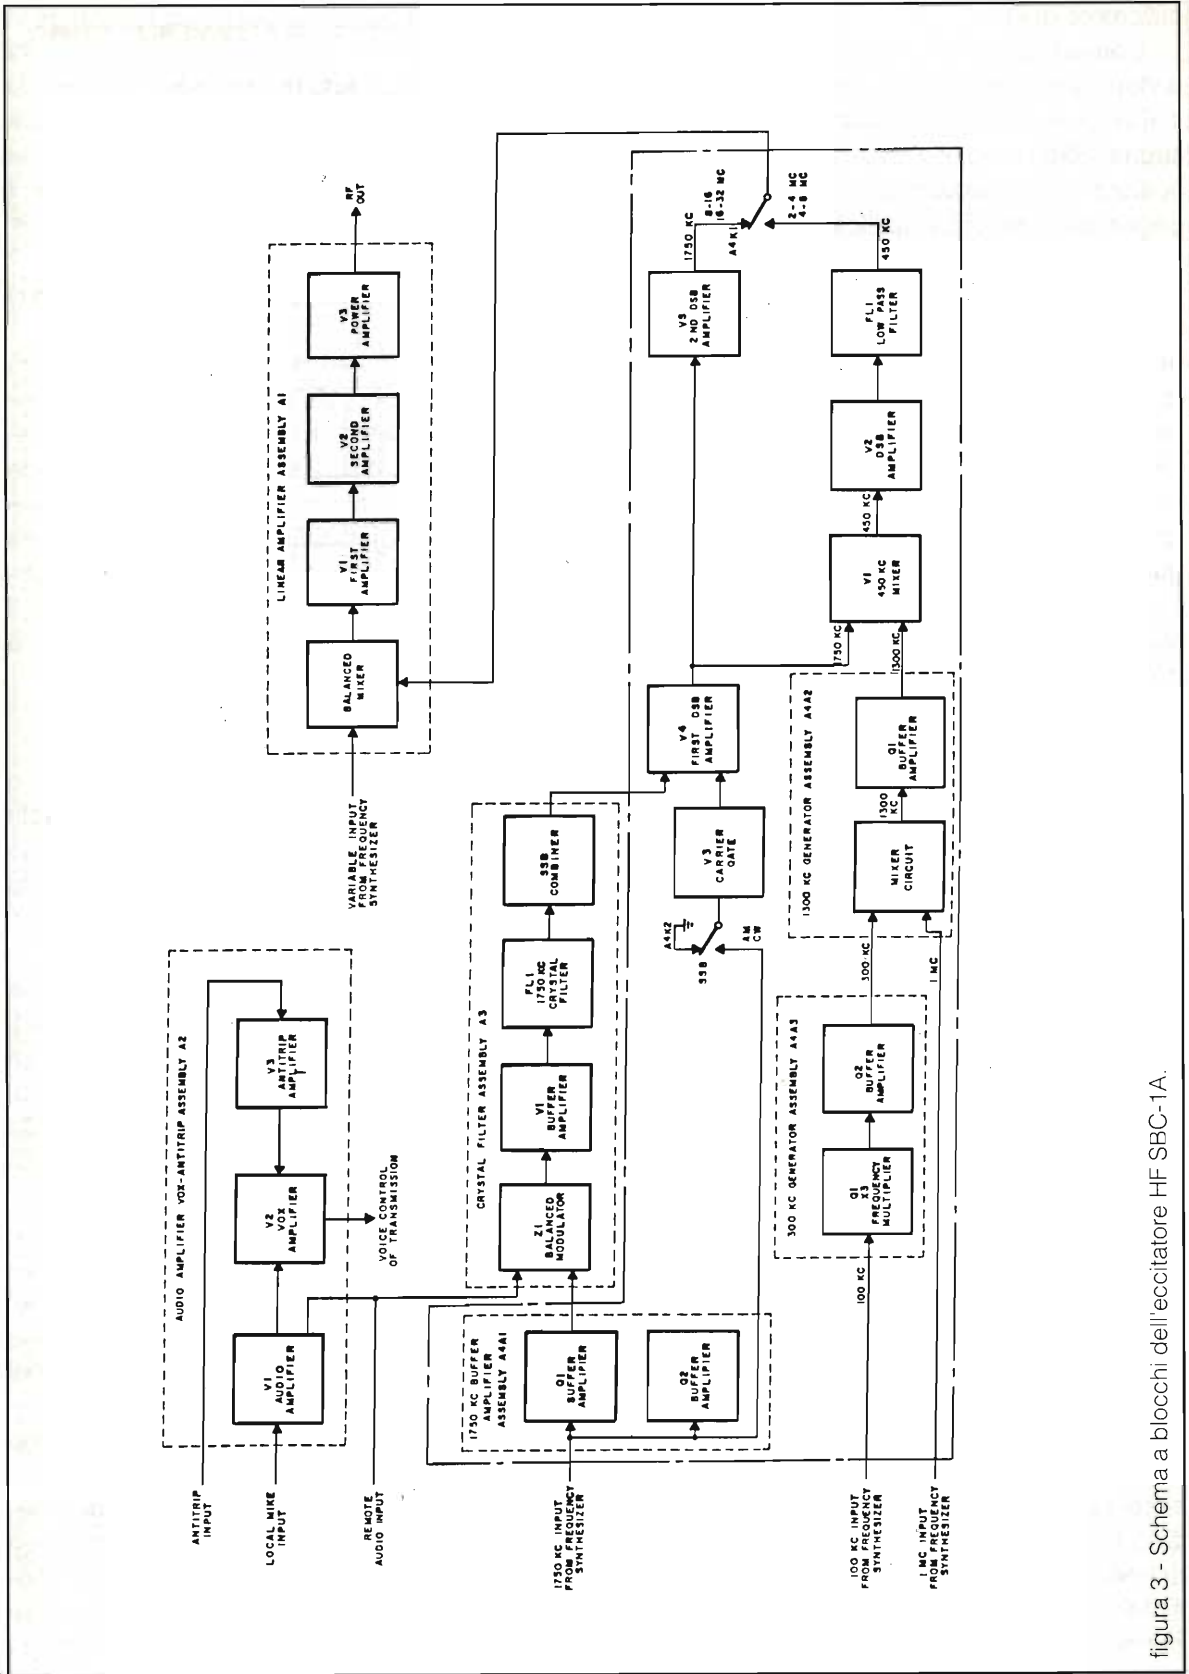 ANTITRIP
INPUT
LOCAL MIKE
INPUT
REMOTE
AUDIO INPUT
AUDIO AMPLIFIER VOX-ANTITRIP ASSEMBLY A2
V1
AUDIO
AMPLIFIER
V2
VOX
AMPLIFIER
V3
ANTITRIP
AMPLIFIER
VOICE CONTROL
OF TRANSMISSION
VARIABLE INPUT
FROM FREQUENCY
SYNTHESIZER
LINEAR AMPLIFIER ASSEMBLY A1
BALANCED
MIXER
V1
FIRST
AMPLIFIER
V2
SECOND
AMPLIFIER
V3
POWER
AMPLIFIER
RF
OUT
CRYSTAL FILTER ASSEMBLY A3
Z1
BALANCED
MODULATOR
V1
BUFFER
AMPLIFIER
FL1
1750 KC
CRYSTAL
FILTER
SSB
COMBINER
1750 KC INPUT
FROM FREQUENCY
SYNTHESIZER
1750 KC BUFFER
AMPLIFIER
ASSEMBLY A4A1
Q1
BUFFER
AMPLIFIER
Q2
BUFFER
AMPLIFIER
A4K2
SSB
AM
CW
V3
CARRIER
GATE
V4
FIRST DSB
AMPLIFIER
V5
2ND DSB
AMPLIFIER
1750 KC
8-16
16-32 MC
A4K1
2-4 MC
4-8 MC
450 KC
100 KC INPUT
FROM FREQUENCY
SYNTHESIZER
1 MC INPUT
FROM FREQUENCY
SYNTHESIZER
100 KC
300 KC GENERATOR ASSEMBLY A4A3
Q1
X3
FREQUENCY
MULTIPLIER
Q2
BUFFER
AMPLIFIER
300 KC
1 MC
1300 KC GENERATOR ASSEMBLY A4A2
MIXER
CIRCUIT
1300
KC
Q1
BUFFER
AMPLIFIER
1750 KC
1300 KC
V1
450 KC
MIXER
450 KC
V2
DSB
AMPLIFIER
FL1
LOW PASS
FILTER
figura 3 - Schema a blocchi dell'eccitatore HF SBC-1A.